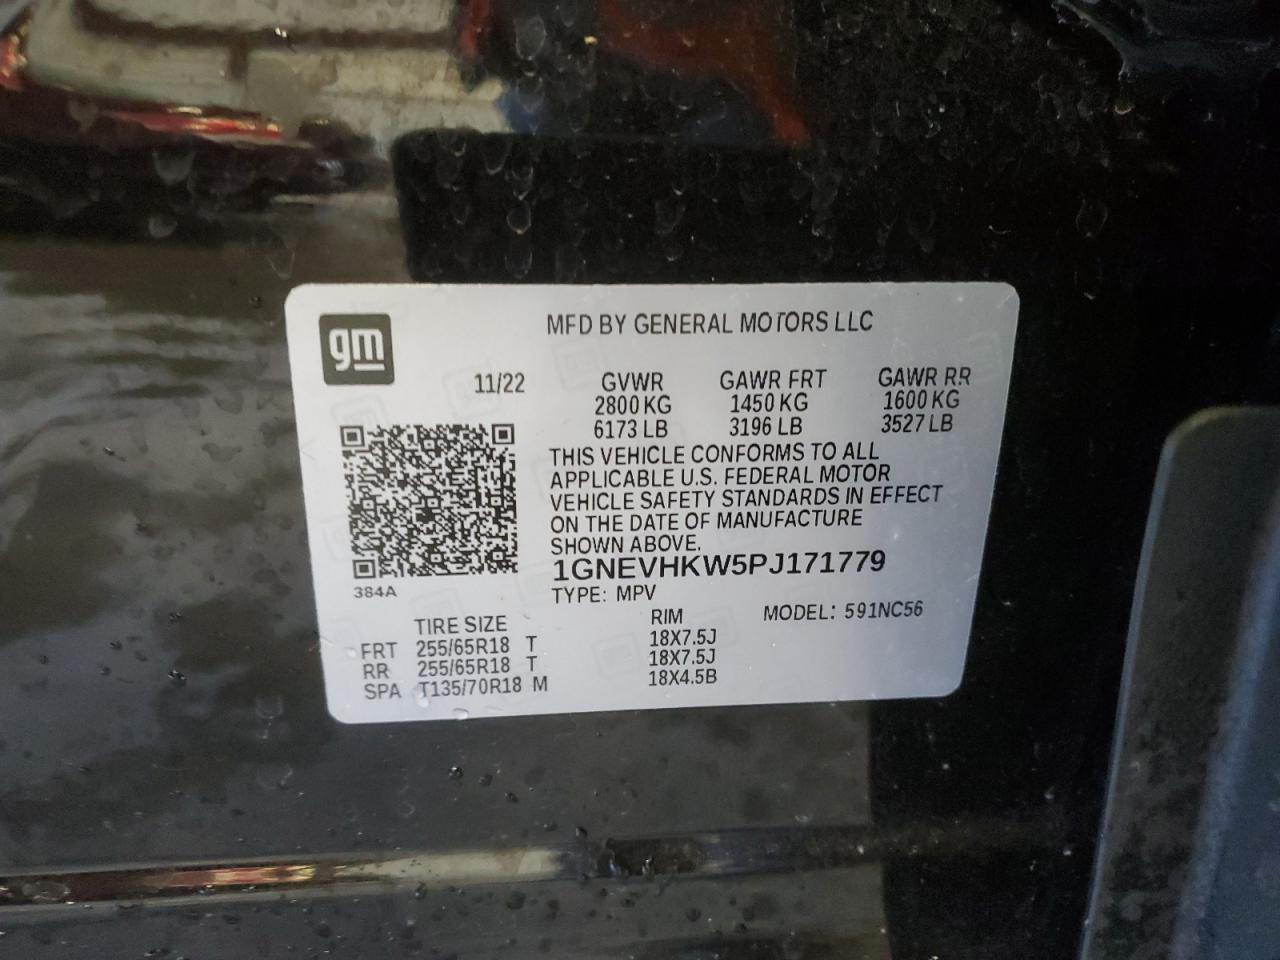 gm
MFD BY GENERAL MOTORS LLC
11/22 GVWR GAWR FRT GAWR RR
2800 KG 1450 KG 1600 KG
6173 LB 3196 LB 3527 LB
THIS VEHICLE CONFORMS TO ALL
APPLICABLE U.S. FEDERAL MOTOR
VEHICLE SAFETY STANDARDS IN EFFECT
ON THE DATE OF MANUFACTURE
SHOWN ABOVE.
1GNEVHKW5PJ171779
384A
TYPE: MPV
MODEL: 591NC56
TIRE SIZE RIM
FRT 255/65R18 T 18X7.5J
RR 255/65R18 T 18X7.5J
SPA T135/70R18 M 18X4.5B